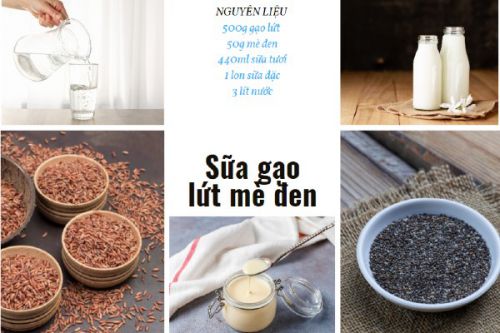 NGUYÊN LIỆU
500g gạo lứt
50g mè đen
440ml sữa tươi
1 lon sữa đặc
3 lít nước
Sữa gạo
lứt mè đen